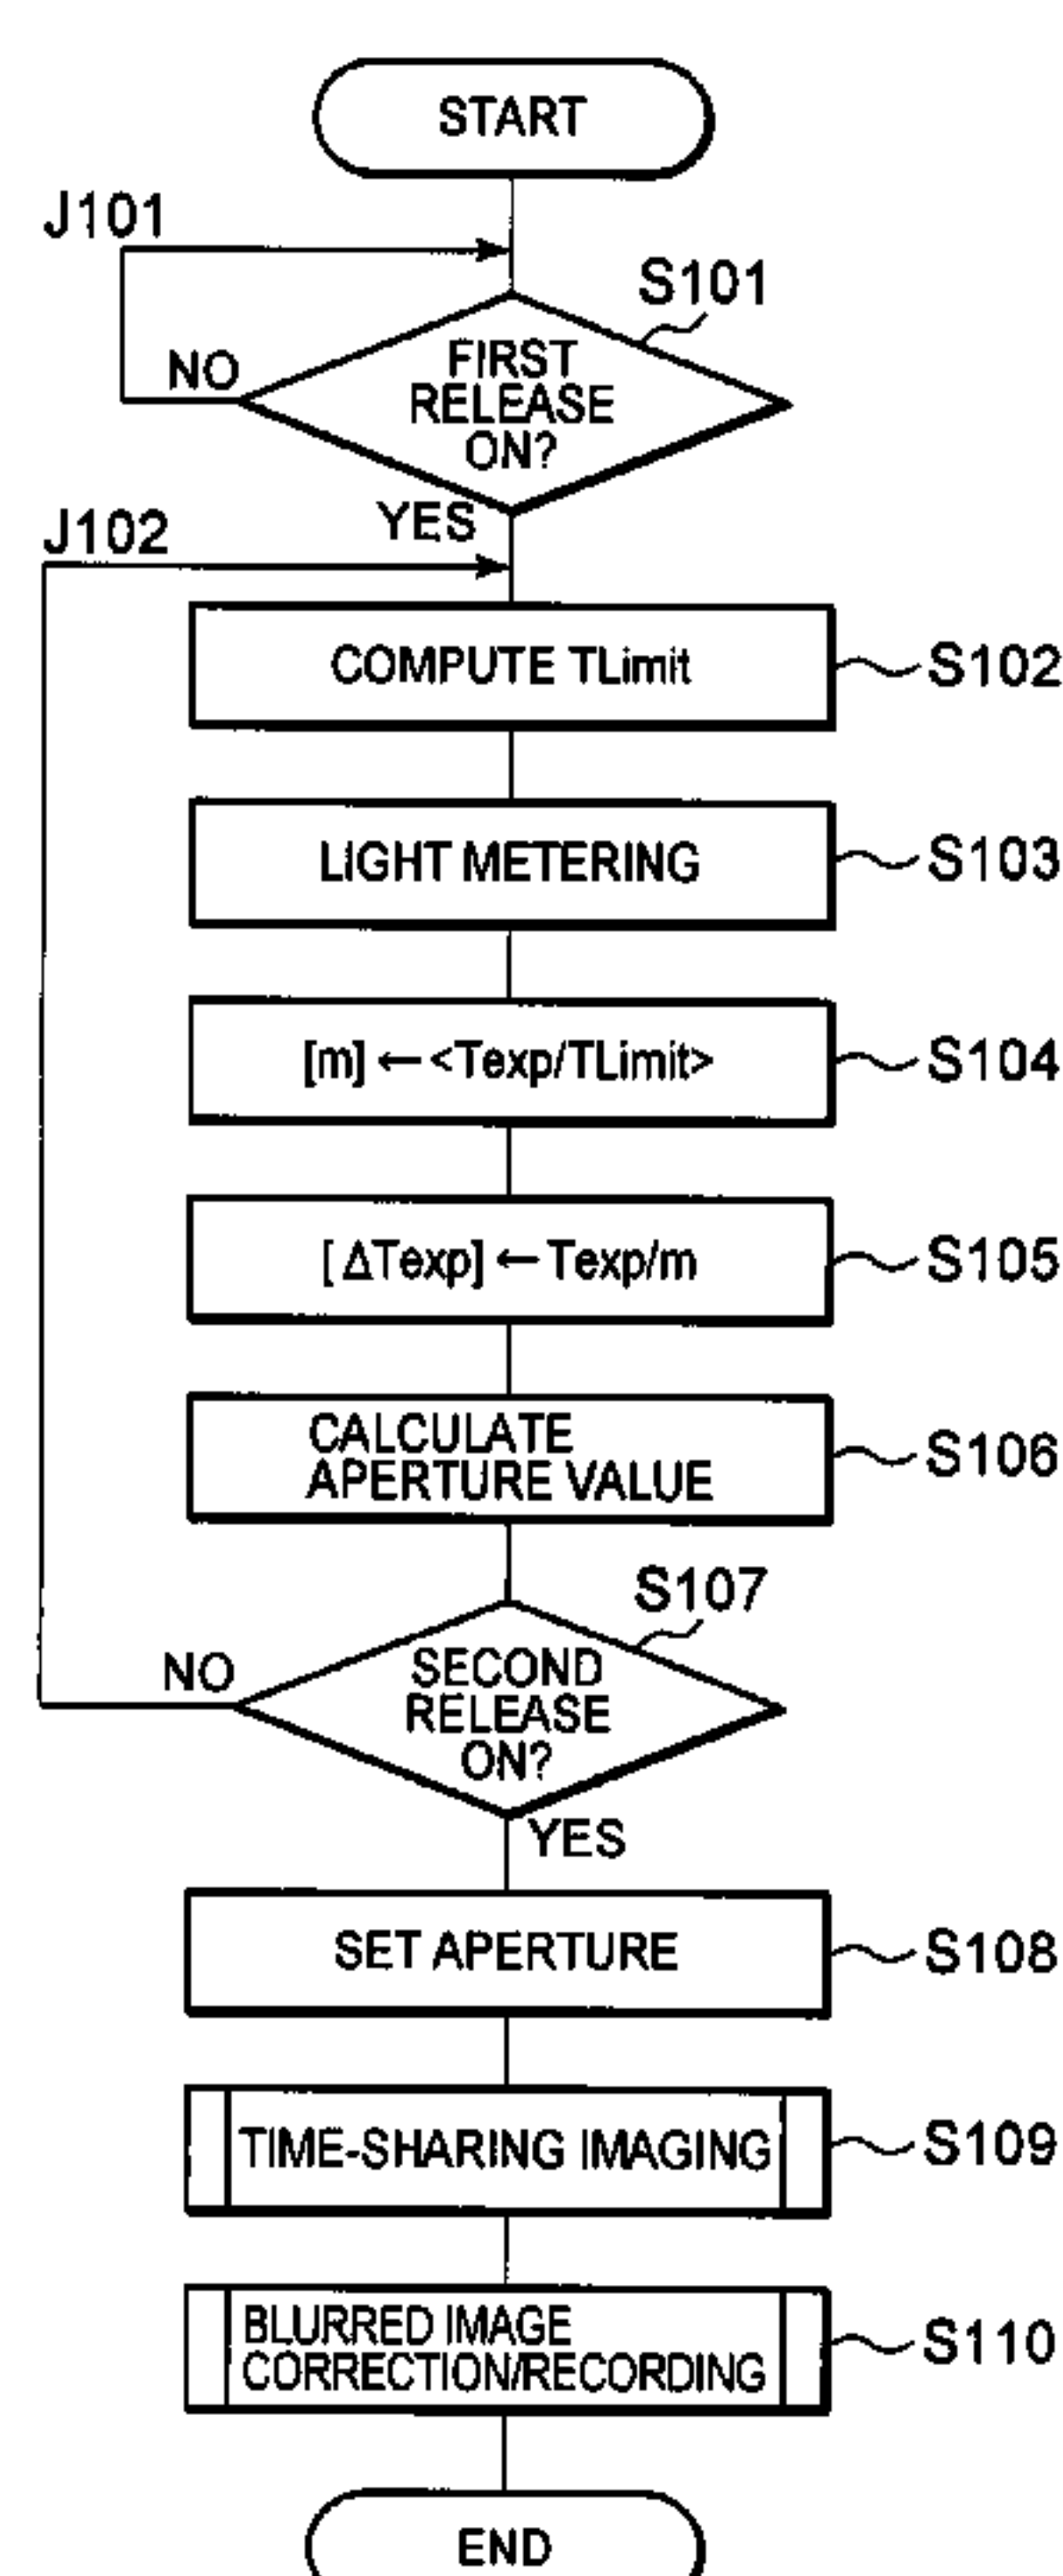 START
J101
S101
NO
FIRST
RELEASE
ON?
YES
J102
COMPUTE TLimit
S102
LIGHT METERING
S103
[m] ← <Texp/TLimit>
S104
[ ΔTexp] ← Texp/m
S105
CALCULATE
APERTURE VALUE
S106
S107
NO
SECOND
RELEASE
ON?
YES
SET APERTURE
S108
TIME-SHARING IMAGING
S109
BLURRED IMAGE
CORRECTION/RECORDING
S110
END